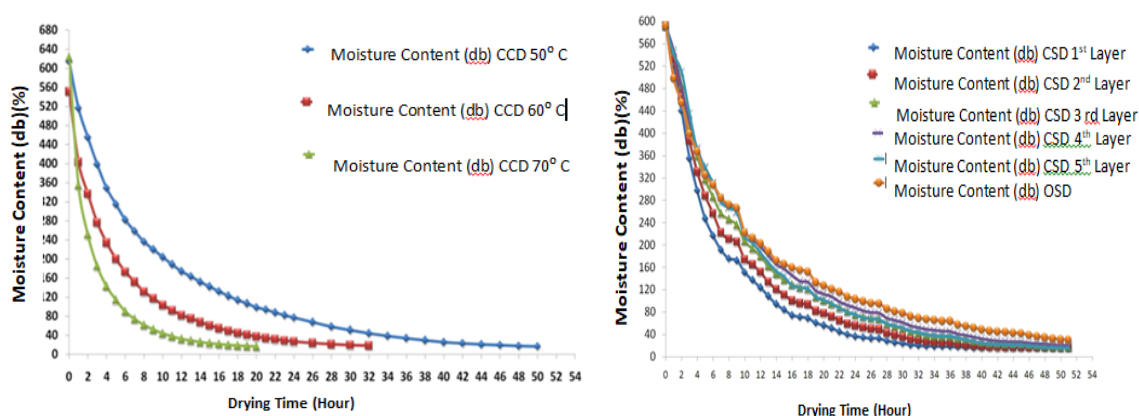 Moisture Content (db)(%)
680
640
600
560
520
480
440
400
360
320
280
240
200
160
120
80
40
0
Moisture Content (db) CCD 50° C
Moisture Content (db) CCD 60° C
Moisture Content (db) CCD 70° C
0 2 4 6 8 10 12 14 16 18 20 22 24 26 28 30 32 34 36 38 40 42 44 46 48 50 52 54
Drying Time (Hour)
Moisture Content (db)(%)
600
560
520
480
440
400
360
320
280
240
200
160
120
80
40
0
Moisture Content (db) CSD 1st Layer
Moisture Content (db) CSD 2nd Layer
Moisture Content (db) CSD 3 rd Layer
Moisture Content (db) CSD 4th Layer
Moisture Content (db) CSD 5th Layer
Moisture Content (db) OSD
0 2 4 6 8 10 12 14 16 18 20 22 24 26 28 30 32 34 36 38 40 42 44 46 48 50 52 54
Drying Time (Hour)